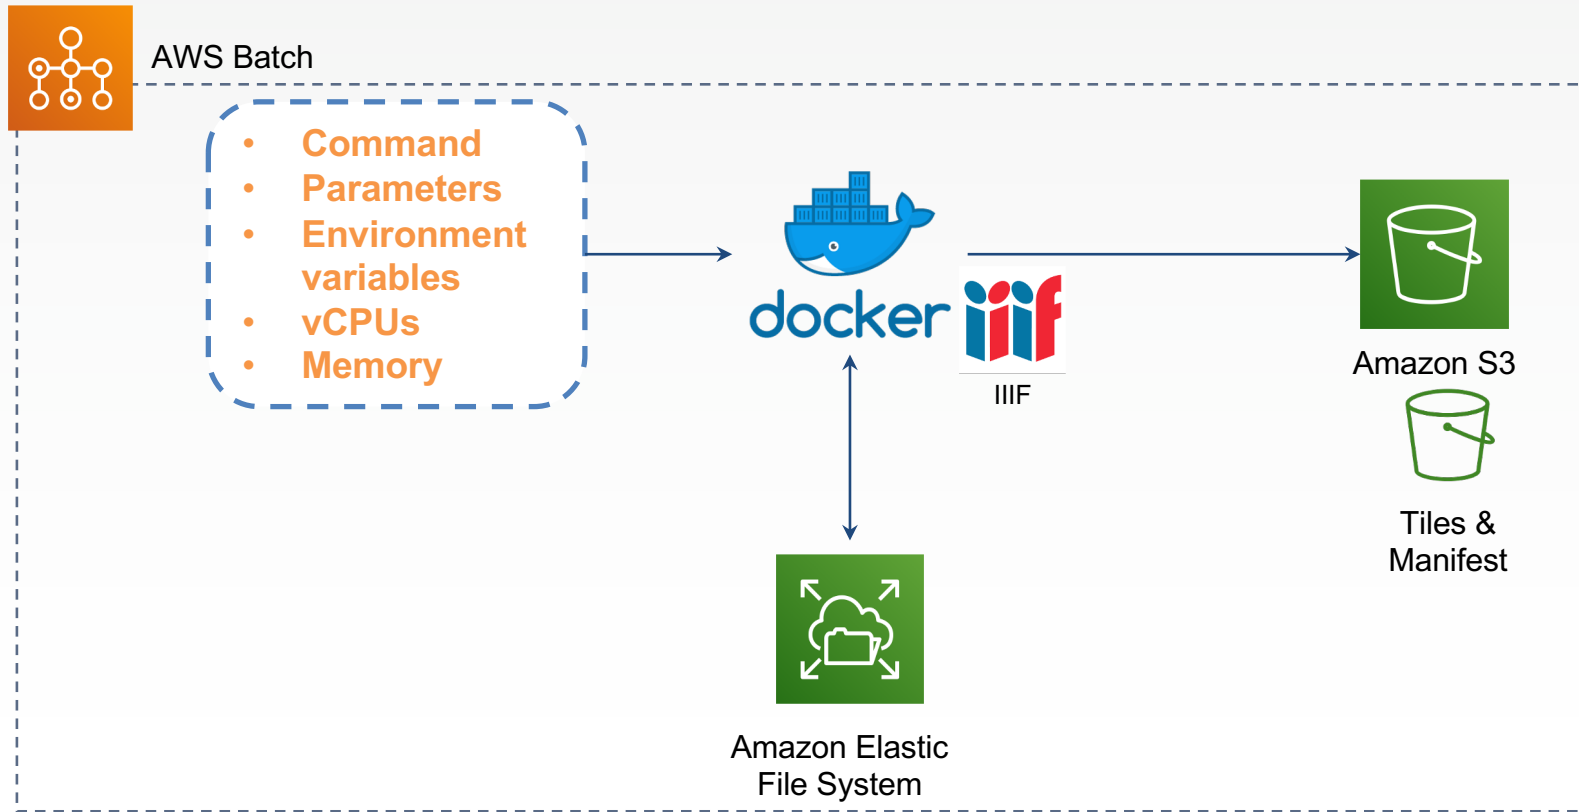 AWS Batch
• Command
• Parameters
• Environment
variables
• vCPUs
• Memory
docker
iiif
IIIF
Amazon S3
Tiles &
Manifest
Amazon Elastic
File System